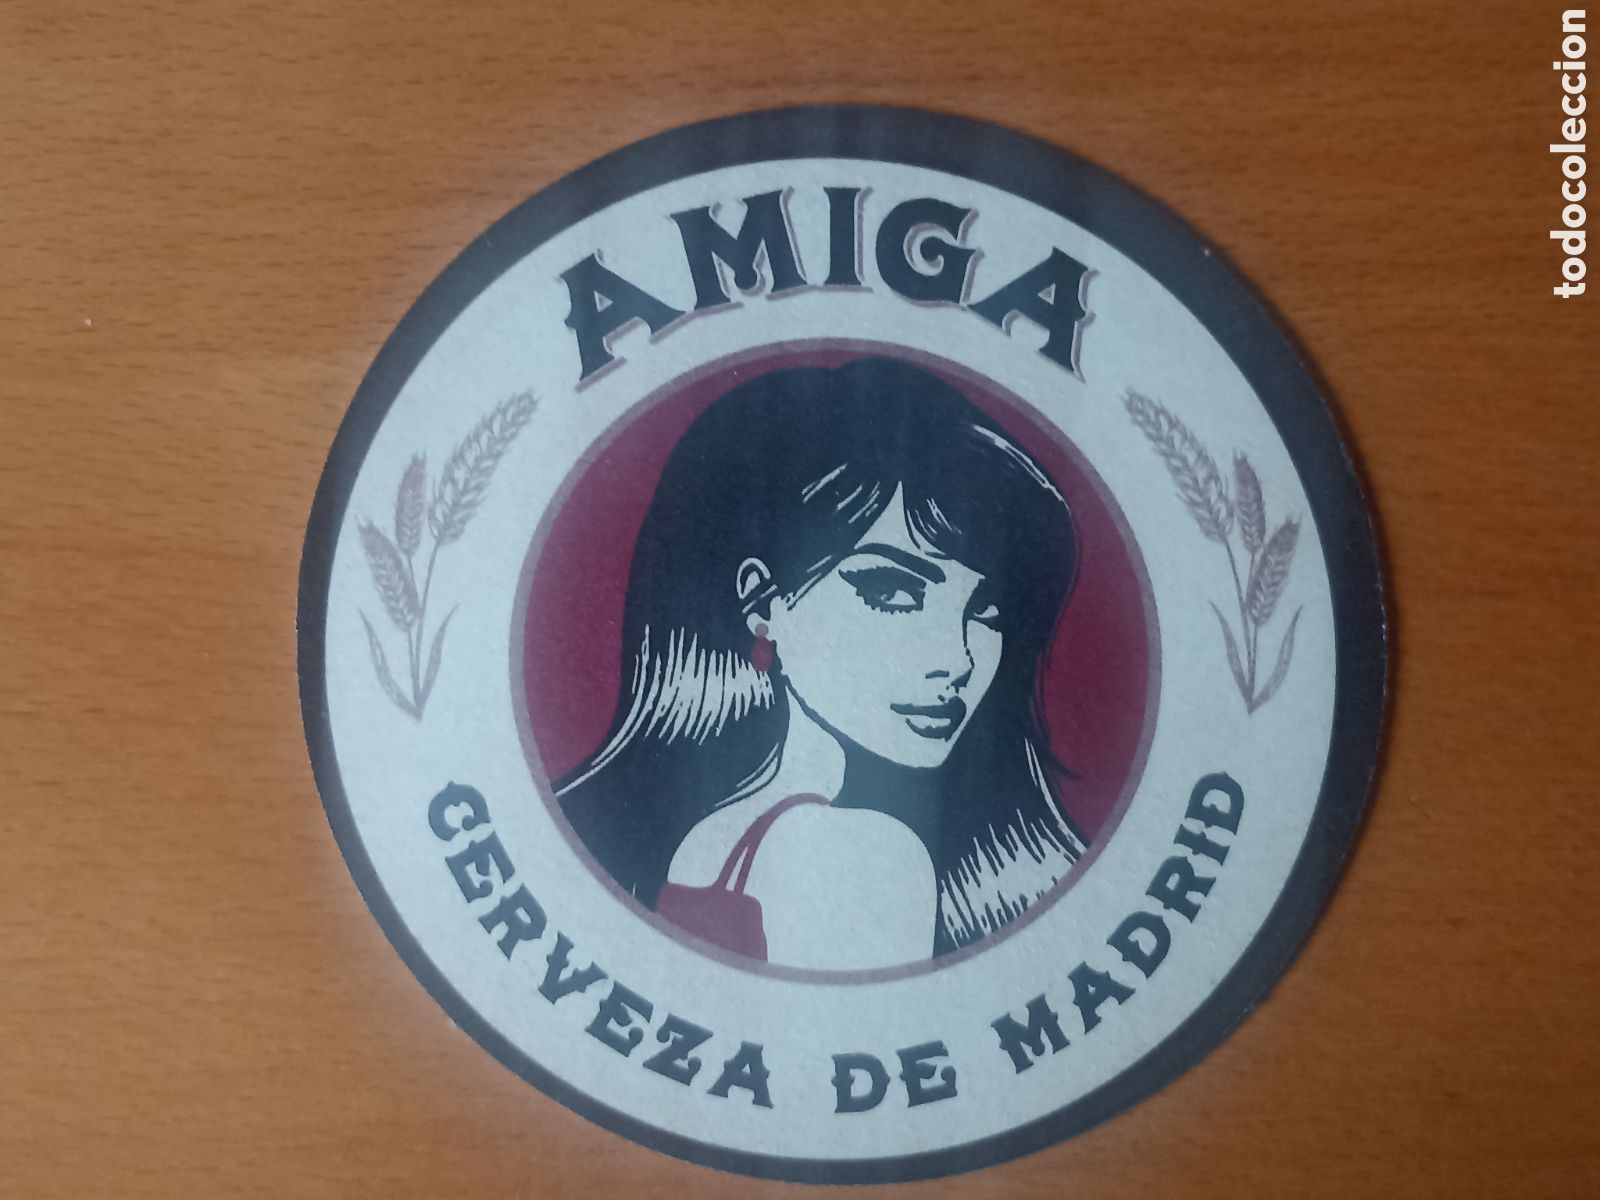 AMIGA
CERVEZA DE MADRID
todocoleccion